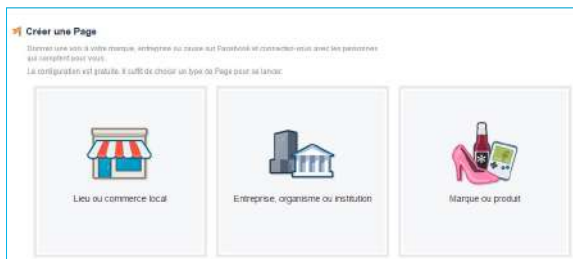 Créer une Page
Donnez une voix à votre marque, entreprise ou cause sur Facebook et connectez-vous avec les personnes
qui comptent pour vous.
La configuration est gratuite. Il suffit de choisir un type de Page pour se lancer.
Lieu ou commerce local
Entreprise, organisme ou institution
Marque ou produit